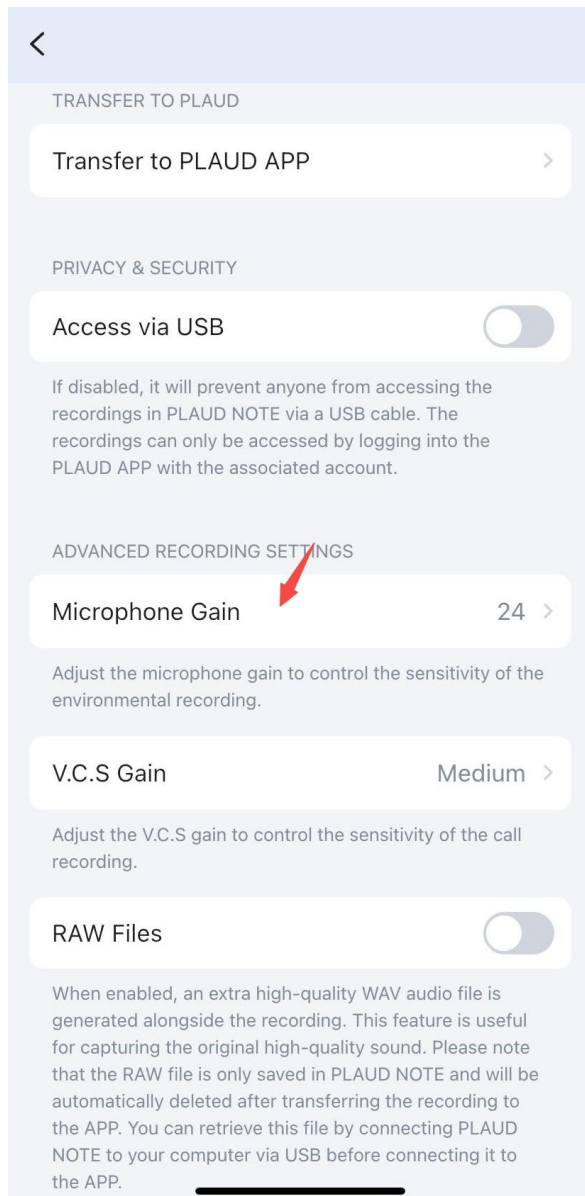 TRANSFER TO PLAUD
Transfer to PLAUD APP
PRIVACY & SECURITY
Access via USB
If disabled, it will prevent anyone from accessing the
recordings in PLAUD NOTE via a USB cable. The
recordings can only be accessed by logging into the
PLAUD APP with the associated account.
ADVANCED RECORDING SETTINGS
Microphone Gain 24
Adjust the microphone gain to control the sensitivity of the
environmental recording.
V.C.S Gain Medium
Adjust the V.C.S gain to control the sensitivity of the call
recording.
RAW Files
When enabled, an extra high-quality WAV audio file is
generated alongside the recording. This feature is useful
for capturing the original high-quality sound. Please note
that the RAW file is only saved in PLAUD NOTE and will be
automatically deleted after transferring the recording to
the APP. You can retrieve this file by connecting PLAUD
NOTE to your computer via USB before connecting it to
the APP.